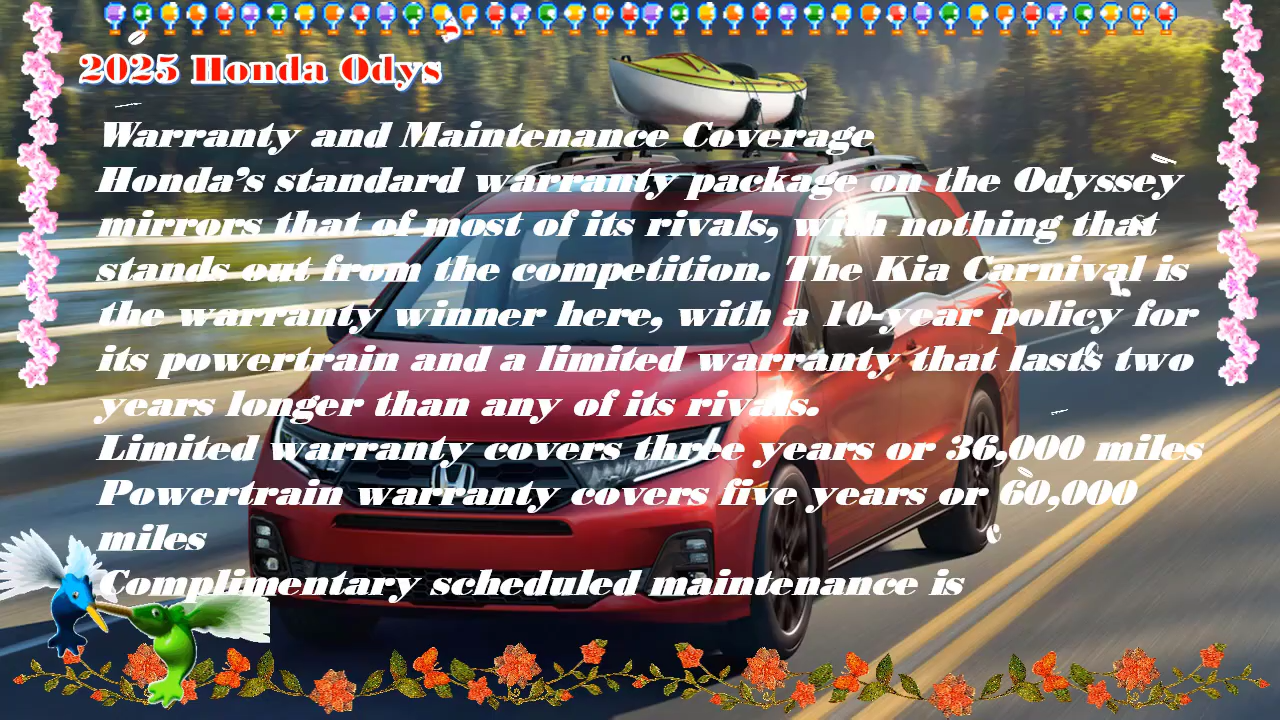 2025 Honda Odys
Warranty and Maintenance Coverage
Honda’s standard warranty package on the Odyssey
mirrors that of most of its rivals, with nothing that
stands out from the competition. The Kia Carnival is
the warranty winner here, with a 10-year policy for
its powertrain and a limited warranty that lasts two
years longer than any of its rivals.
Limited warranty covers three years or 36,000 miles
Powertrain warranty covers five years or 60,000
miles
Complimentary scheduled maintenance is